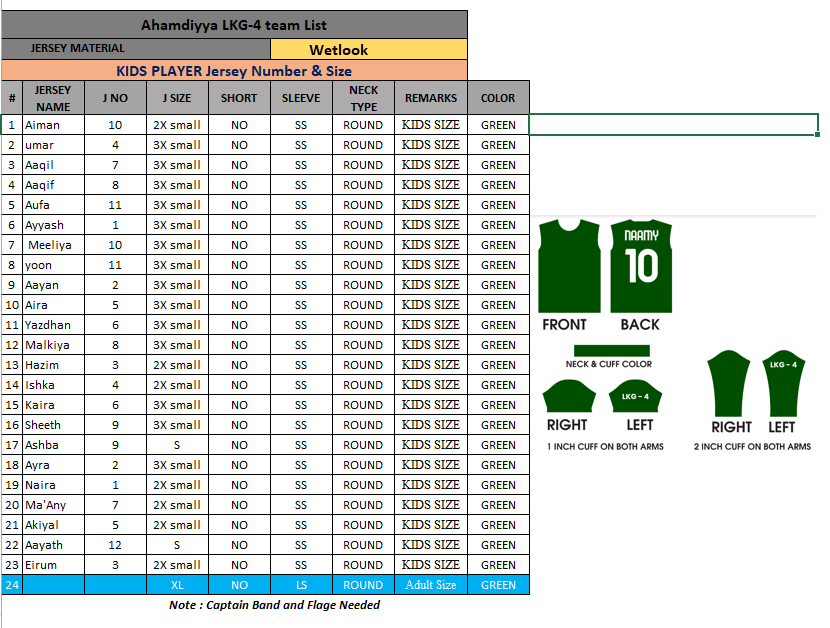 Ahamdiyya LKG-4 team List
JERSEY MATERIAL Wetlook
KIDS PLAYER Jersey Number & Size
# JERSEY NAME J NO J SIZE SHORT SLEEVE NECK TYPE REMARKS COLOR
1 Aiman 10 2X small NO SS ROUND KIDS SIZE GREEN
2 umar 4 3X small NO SS ROUND KIDS SIZE GREEN
3 Aaqil 7 3X small NO SS ROUND KIDS SIZE GREEN
4 Aaqif 8 3X small NO SS ROUND KIDS SIZE GREEN
5 Aufa 11 3X small NO SS ROUND KIDS SIZE GREEN
6 Ayyash 1 3X small NO SS ROUND KIDS SIZE GREEN
7 Meeliya 10 3X small NO SS ROUND KIDS SIZE GREEN
8 yoon 11 3X small NO SS ROUND KIDS SIZE GREEN
9 Aayan 2 3X small NO SS ROUND KIDS SIZE GREEN
10 Aira 5 3X small NO SS ROUND KIDS SIZE GREEN
11 Yazdhan 6 3X small NO SS ROUND KIDS SIZE GREEN
12 Malkiya 8 3X small NO SS ROUND KIDS SIZE GREEN
13 Hazim 3 2X small NO SS ROUND KIDS SIZE GREEN
14 Ishka 4 2X small NO SS ROUND KIDS SIZE GREEN
15 Kaira 6 3X small NO SS ROUND KIDS SIZE GREEN
16 Sheeth 9 3X small NO SS ROUND KIDS SIZE GREEN
17 Ashba 9 S NO SS ROUND KIDS SIZE GREEN
18 Ayra 2 3X small NO SS ROUND KIDS SIZE GREEN
19 Naira 1 2X small NO SS ROUND KIDS SIZE GREEN
20 Ma'Any 7 2X small NO SS ROUND KIDS SIZE GREEN
21 Akiyal 5 2X small NO SS ROUND KIDS SIZE GREEN
22 Aayath 12 S NO SS ROUND KIDS SIZE GREEN
23 Eirum 3 2X small NO SS ROUND KIDS SIZE GREEN
24 XL NO LS ROUND Adult Size GREEN
Note : Captain Band and Flage Needed
NAAMY
10
FRONT BACK
NECK & CUFF COLOR
LKG - 4
RIGHT LEFT
1 INCH CUFF ON BOTH ARMS
LKG - 4
RIGHT LEFT
2 INCH CUFF ON BOTH ARMS